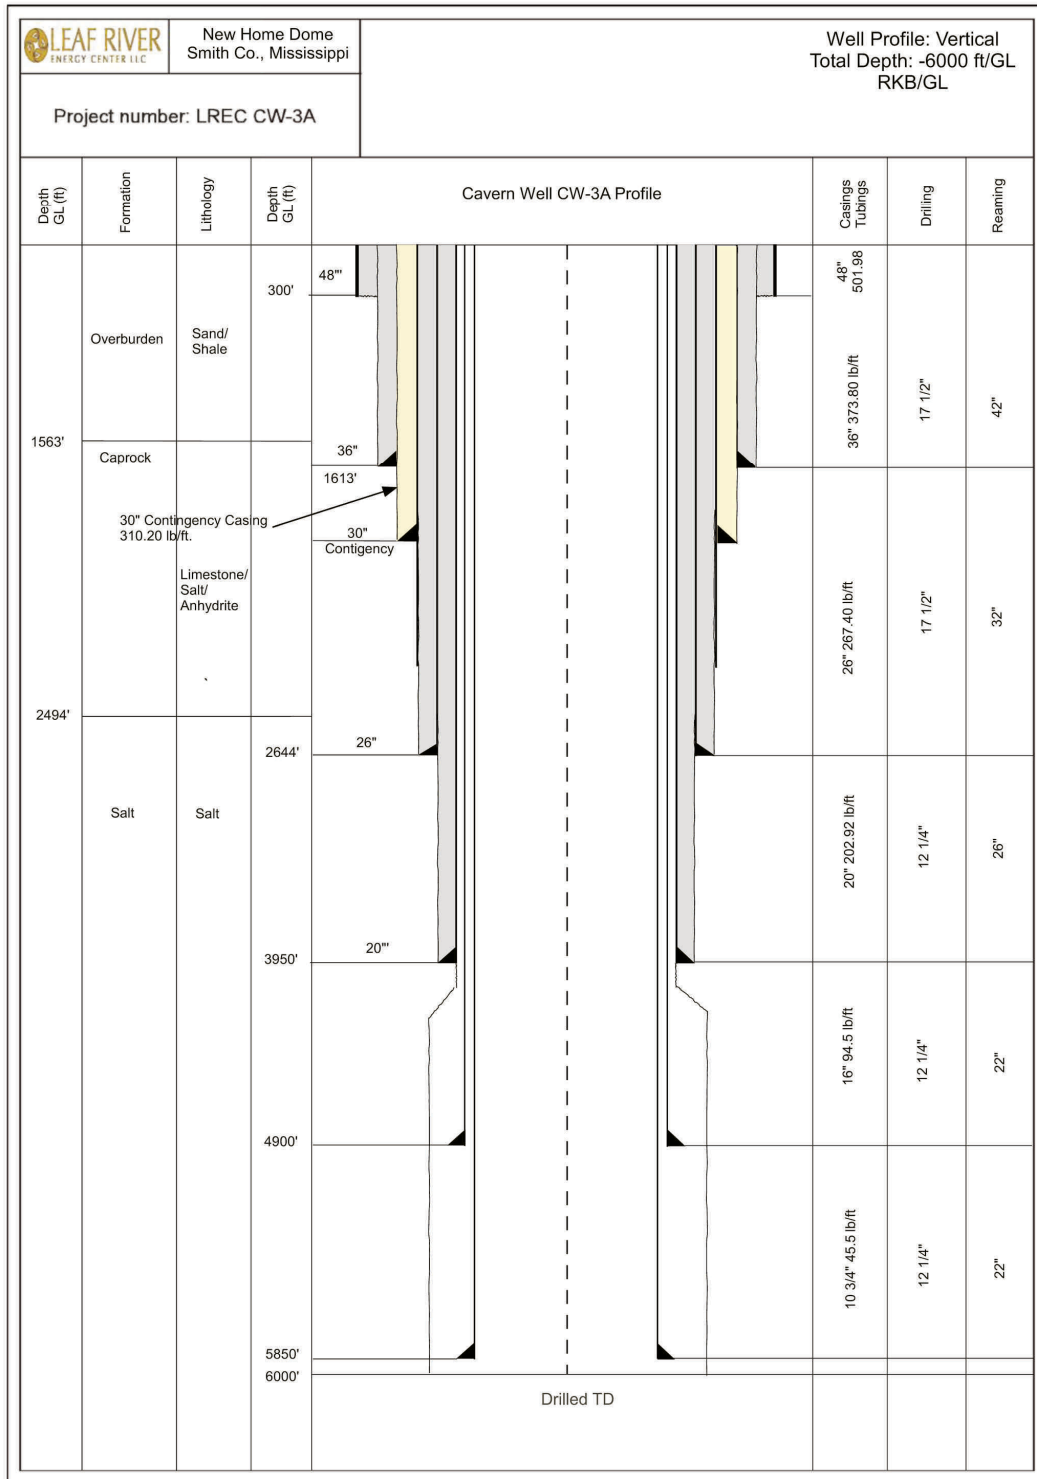 LEAF RIVER
ENERGY CENTER LLC
New Home Dome
Smith Co., Mississippi
Well Profile: Vertical
Total Depth: -6000 ft/GL
RKB/GL
Project number: LREC CW-3A
Depth
GL (ft)
Formation
Lithology
Depth
GL (ft)
Cavern Well CW-3A Profile
Casings
Tubings
Drilling
Reaming
48"'
300'
48"
501.98
Overburden
Sand/
Shale
36" 373.80 lb/ft
17 1/2"
42"
1563'
Caprock
36"
1613'
30" Contingency Casing
310.20 lb/ft.
30"
Contigency
Limestone/
Salt/
Anhydrite
26" 267.40 lb/ft
17 1/2"
32"
2494'
26"
2644'
Salt
Salt
20" 202.92 lb/ft
12 1/4"
26"
20"'
3950'
16" 94.5 lb/ft
12 1/4"
22"
4900'
10 3/4" 45.5 lb/ft
12 1/4"
22"
5850'
6000'
Drilled TD